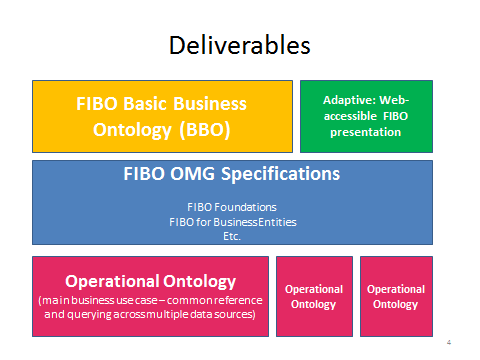 Deliverables
FIBO Basic Business
Ontology (BBO)
Adaptive: Web-
accessible FIBO
presentation
FIBO OMG Specifications
FIBO Foundations
FIBO for BusinessEntities
Etc.
Operational Ontology
(main business use case – common reference
and querying across multiple data sources)
Operational
Ontology
Operational
Ontology
4